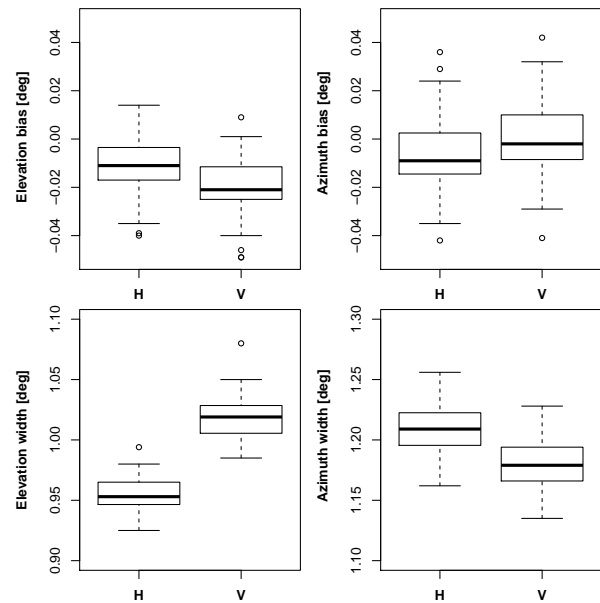 Elevation bias [deg]
0.04
0.02
0.00
−0.02
−0.04
H
V
Azimuth bias [deg]
0.04
0.02
0.00
−0.02
−0.04
H
V
Elevation width [deg]
1.10
1.05
1.00
0.95
0.90
H
V
Azimuth width [deg]
1.30
1.25
1.20
1.15
1.10
H
V